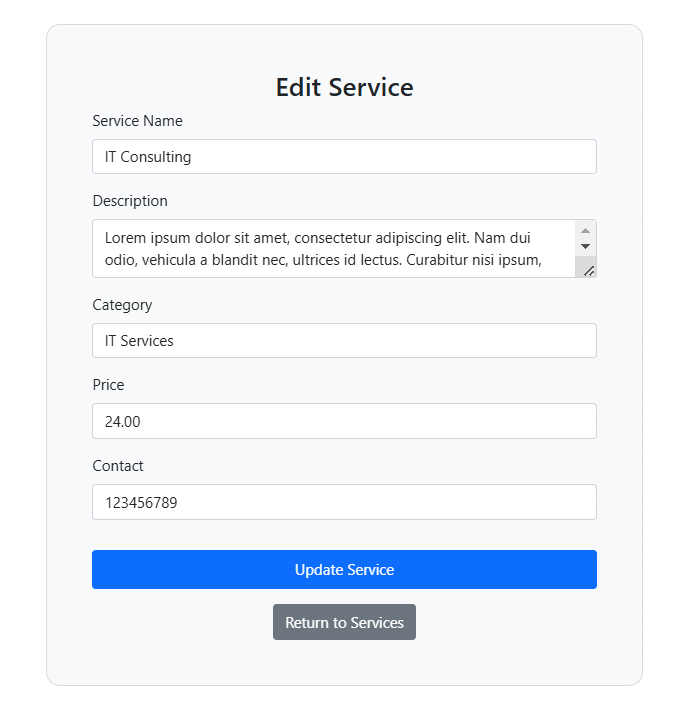 Edit Service
Service Name
IT Consulting
Description
Lorem ipsum dolor sit amet, consectetur adipiscing elit. Nam dui
odio, vehicula a blandit nec, ultrices id lectus. Curabitur nisi ipsum,
Category
IT Services
Price
24.00
Contact
123456789
Update Service
Return to Services